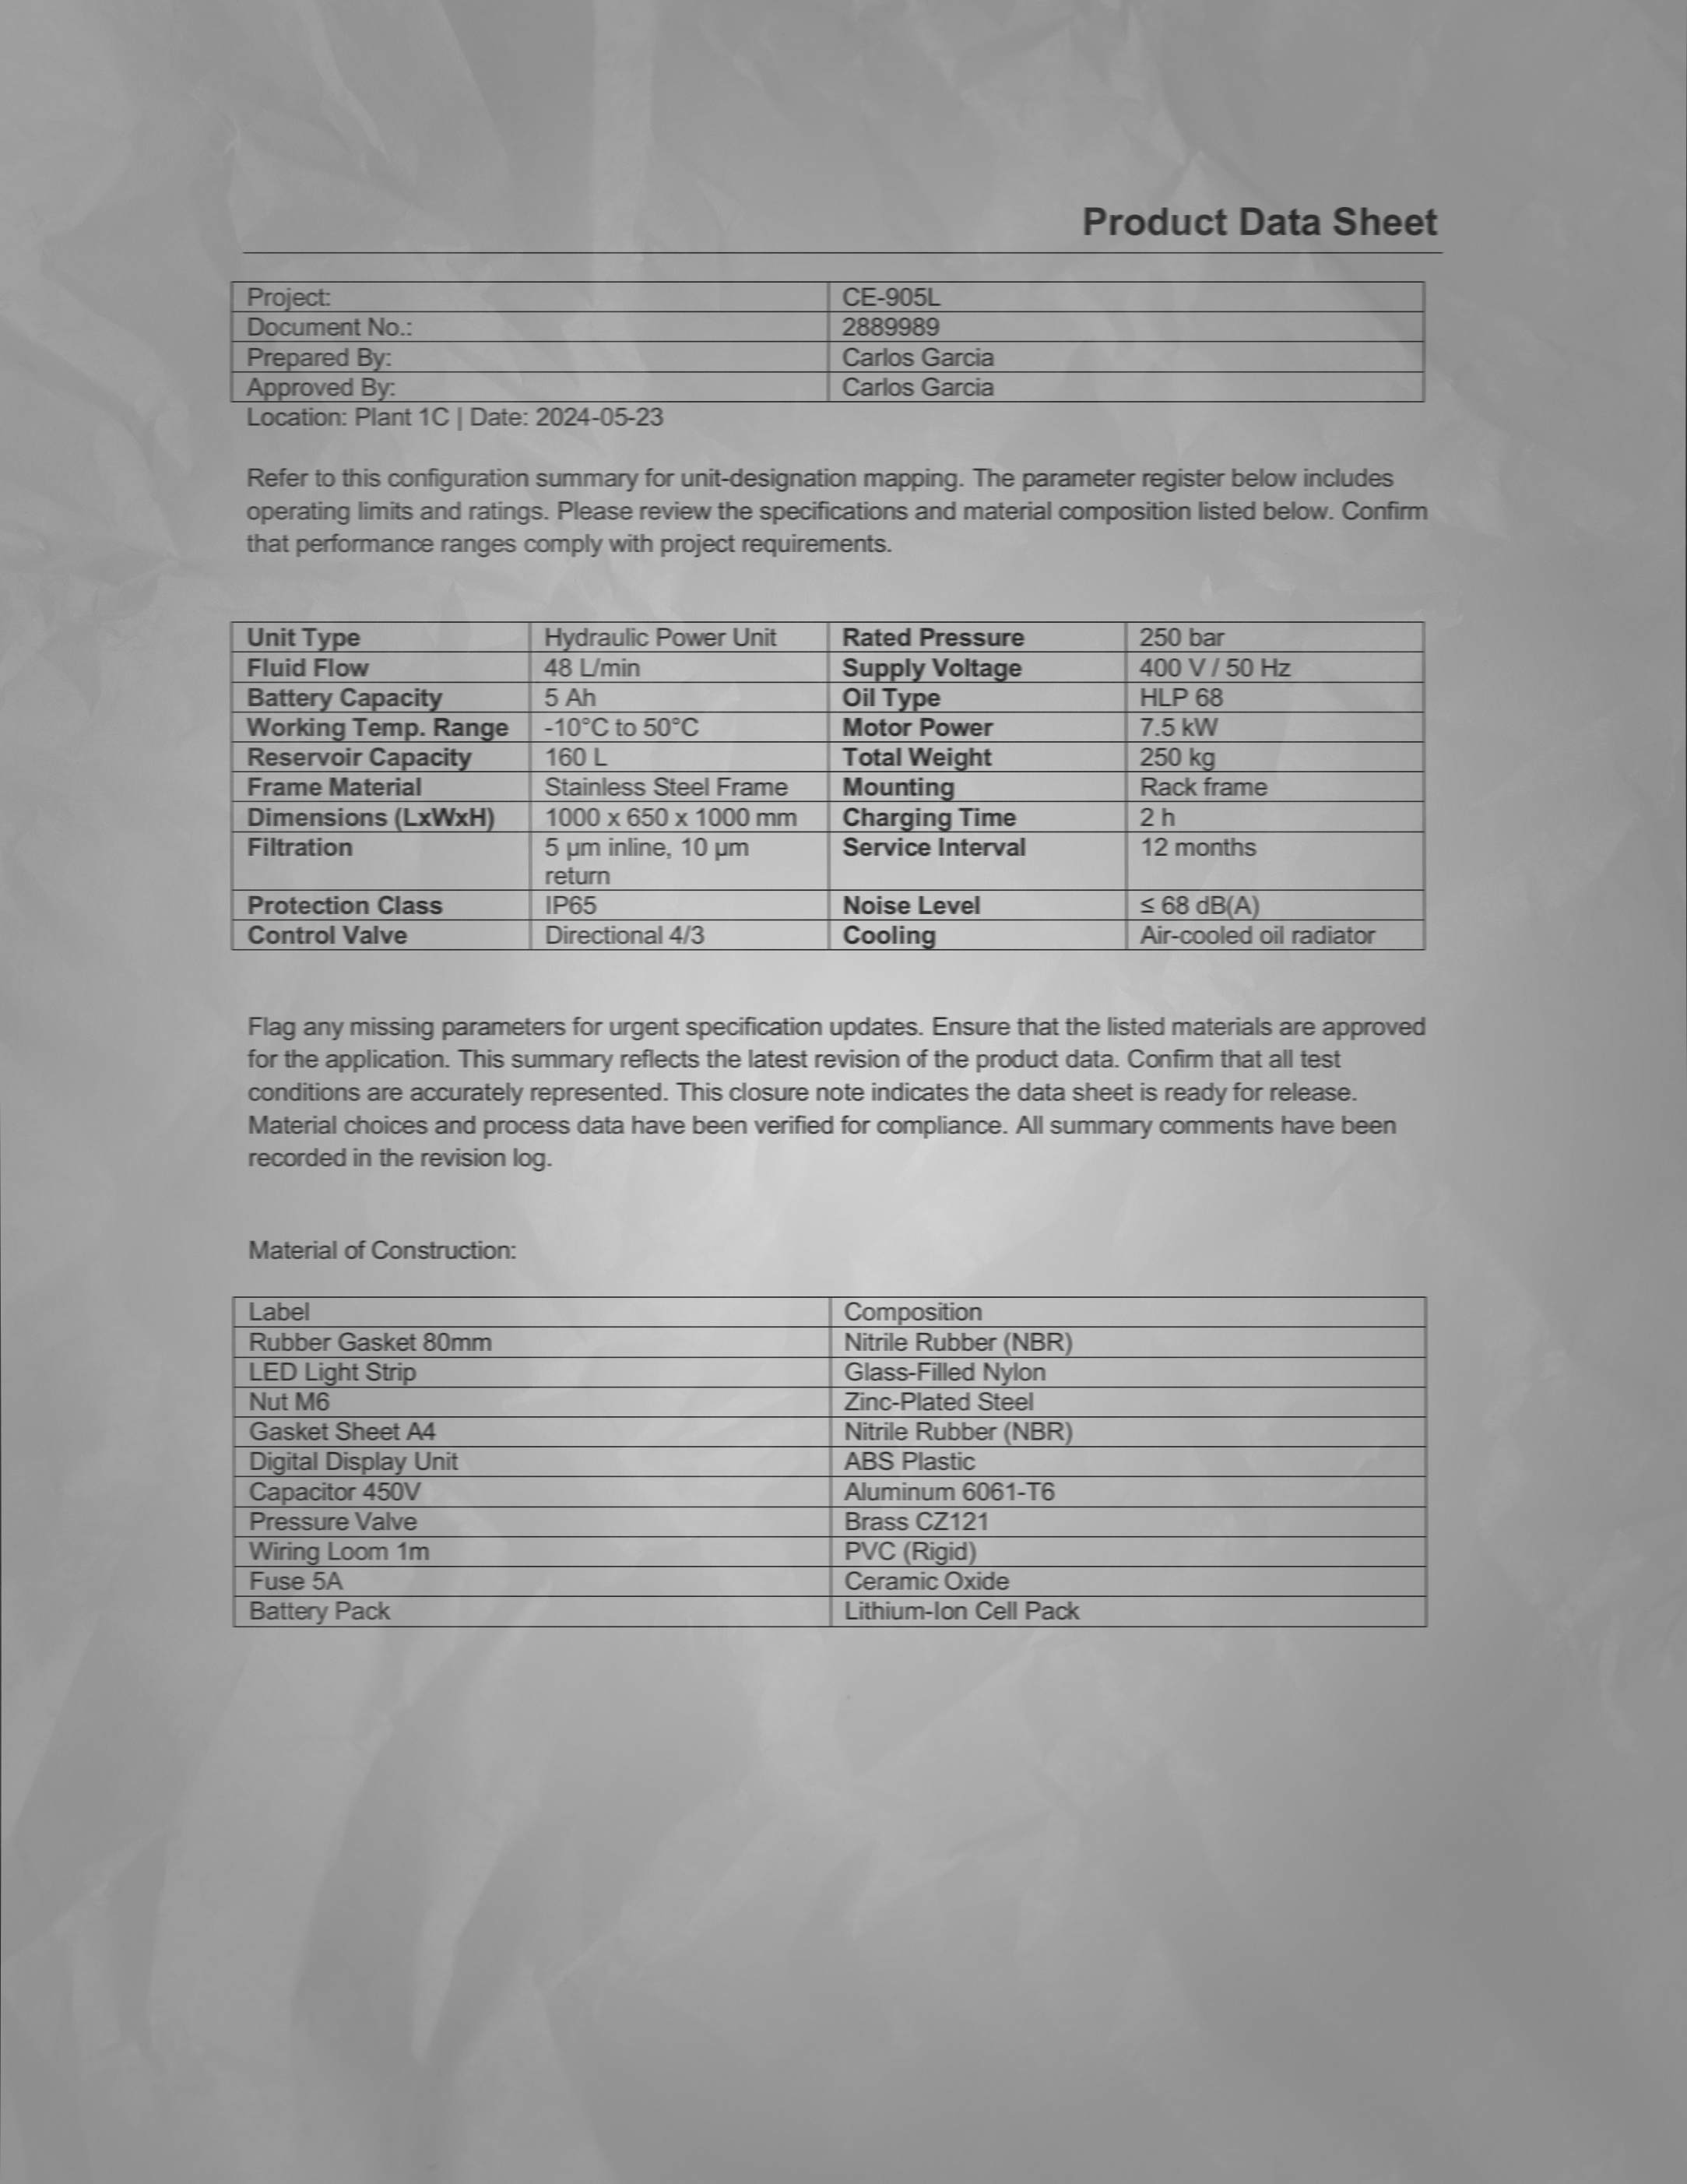 Product Data Sheet
Project: CE-905L
Document No.: 2889989
Prepared By: Carlos Garcia
Approved By: Carlos Garcia
Location: Plant 1C | Date: 2024-05-23
Refer to this configuration summary for unit-designation mapping. The parameter register below includes
operating limits and ratings. Please review the specifications and material composition listed below. Confirm
that performance ranges comply with project requirements.
Unit Type Hydraulic Power Unit Rated Pressure 250 bar
Fluid Flow 48 L/min Supply Voltage 400 V / 50 Hz
Battery Capacity 5 Ah Oil Type HLP 68
Working Temp. Range -10°C to 50°C Motor Power 7.5 kW
Reservoir Capacity 160 L Total Weight 250 kg
Frame Material Stainless Steel Frame Mounting Rack frame
Dimensions (LxWxH) 1000 x 650 x 1000 mm Charging Time 2 h
Filtration 5 µm inline, 10 µm Service Interval 12 months
return
Protection Class IP65 Noise Level ≤ 68 dB(A)
Control Valve Directional 4/3 Cooling Air-cooled oil radiator
Flag any missing parameters for urgent specification updates. Ensure that the listed materials are approved
for the application. This summary reflects the latest revision of the product data. Confirm that all test
conditions are accurately represented. This closure note indicates the data sheet is ready for release.
Material choices and process data have been verified for compliance. All summary comments have been
recorded in the revision log.
Material of Construction:
Label Composition
Rubber Gasket 80mm Nitrile Rubber (NBR)
LED Light Strip Glass-Filled Nylon
Nut M6 Zinc-Plated Steel
Gasket Sheet A4 Nitrile Rubber (NBR)
Digital Display Unit ABS Plastic
Capacitor 450V Aluminum 6061-T6
Pressure Valve Brass CZ121
Wiring Loom 1m PVC (Rigid)
Fuse 5A Ceramic Oxide
Battery Pack Lithium-Ion Cell Pack